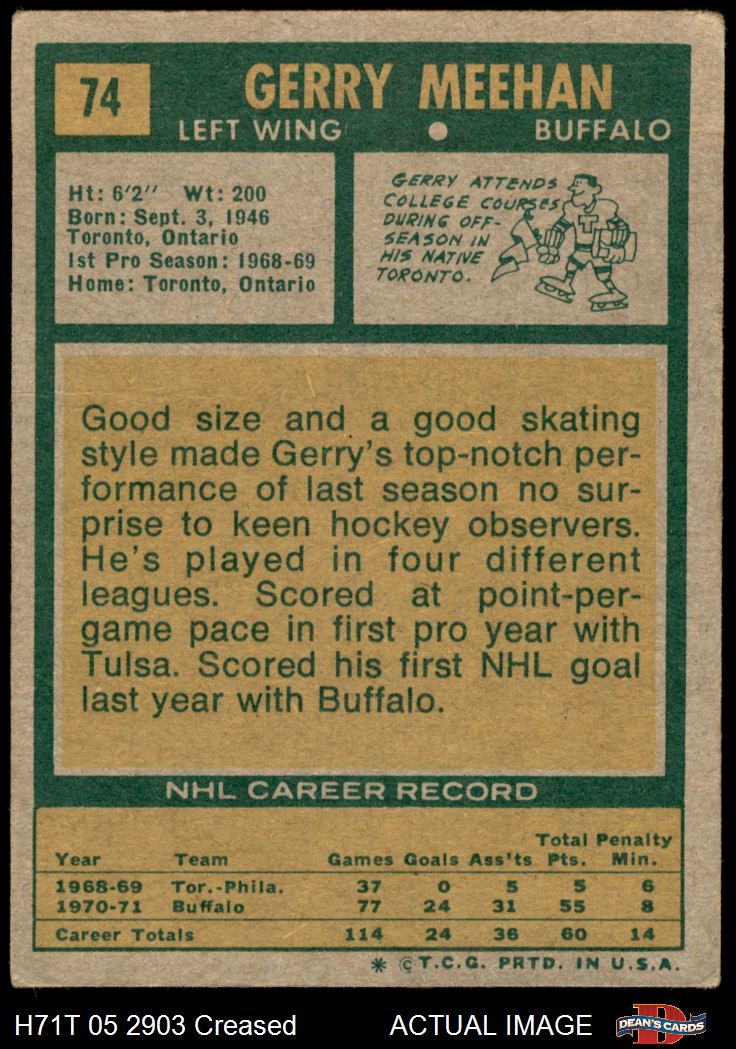 74
GERRY MEEHAN
LEFT WING • BUFFALO
Ht: 6'2" Wt: 200
Born: Sept. 3, 1946
Toronto, Ontario
1st Pro Season: 1968-69
Home: Toronto, Ontario
GERRY ATTENDS
COLLEGE COURSES
DURING OFF-
SEASON IN
HIS NATIVE
TORONTO.
T
Good size and a good skating
style made Gerry's top-notch per-
formance of last season no sur-
prise to keen hockey observers.
He's played in four different
leagues. Scored at point-per-
game pace in first pro year with
Tulsa. Scored his first NHL goal
last year with Buffalo.
NHL CAREER RECORD
Total Penalty
Year Team Games Goals Ass'ts Pts. Min.
1968-69 Tor.-Phila. 37 0 5 5 6
1970-71 Buffalo 77 24 31 55 8
Career Totals 114 24 36 60 14
* © T.C.G. PRTD. IN U.S.A.
H71T 05 2903 Creased ACTUAL IMAGE
D
DEAN'S CARDS